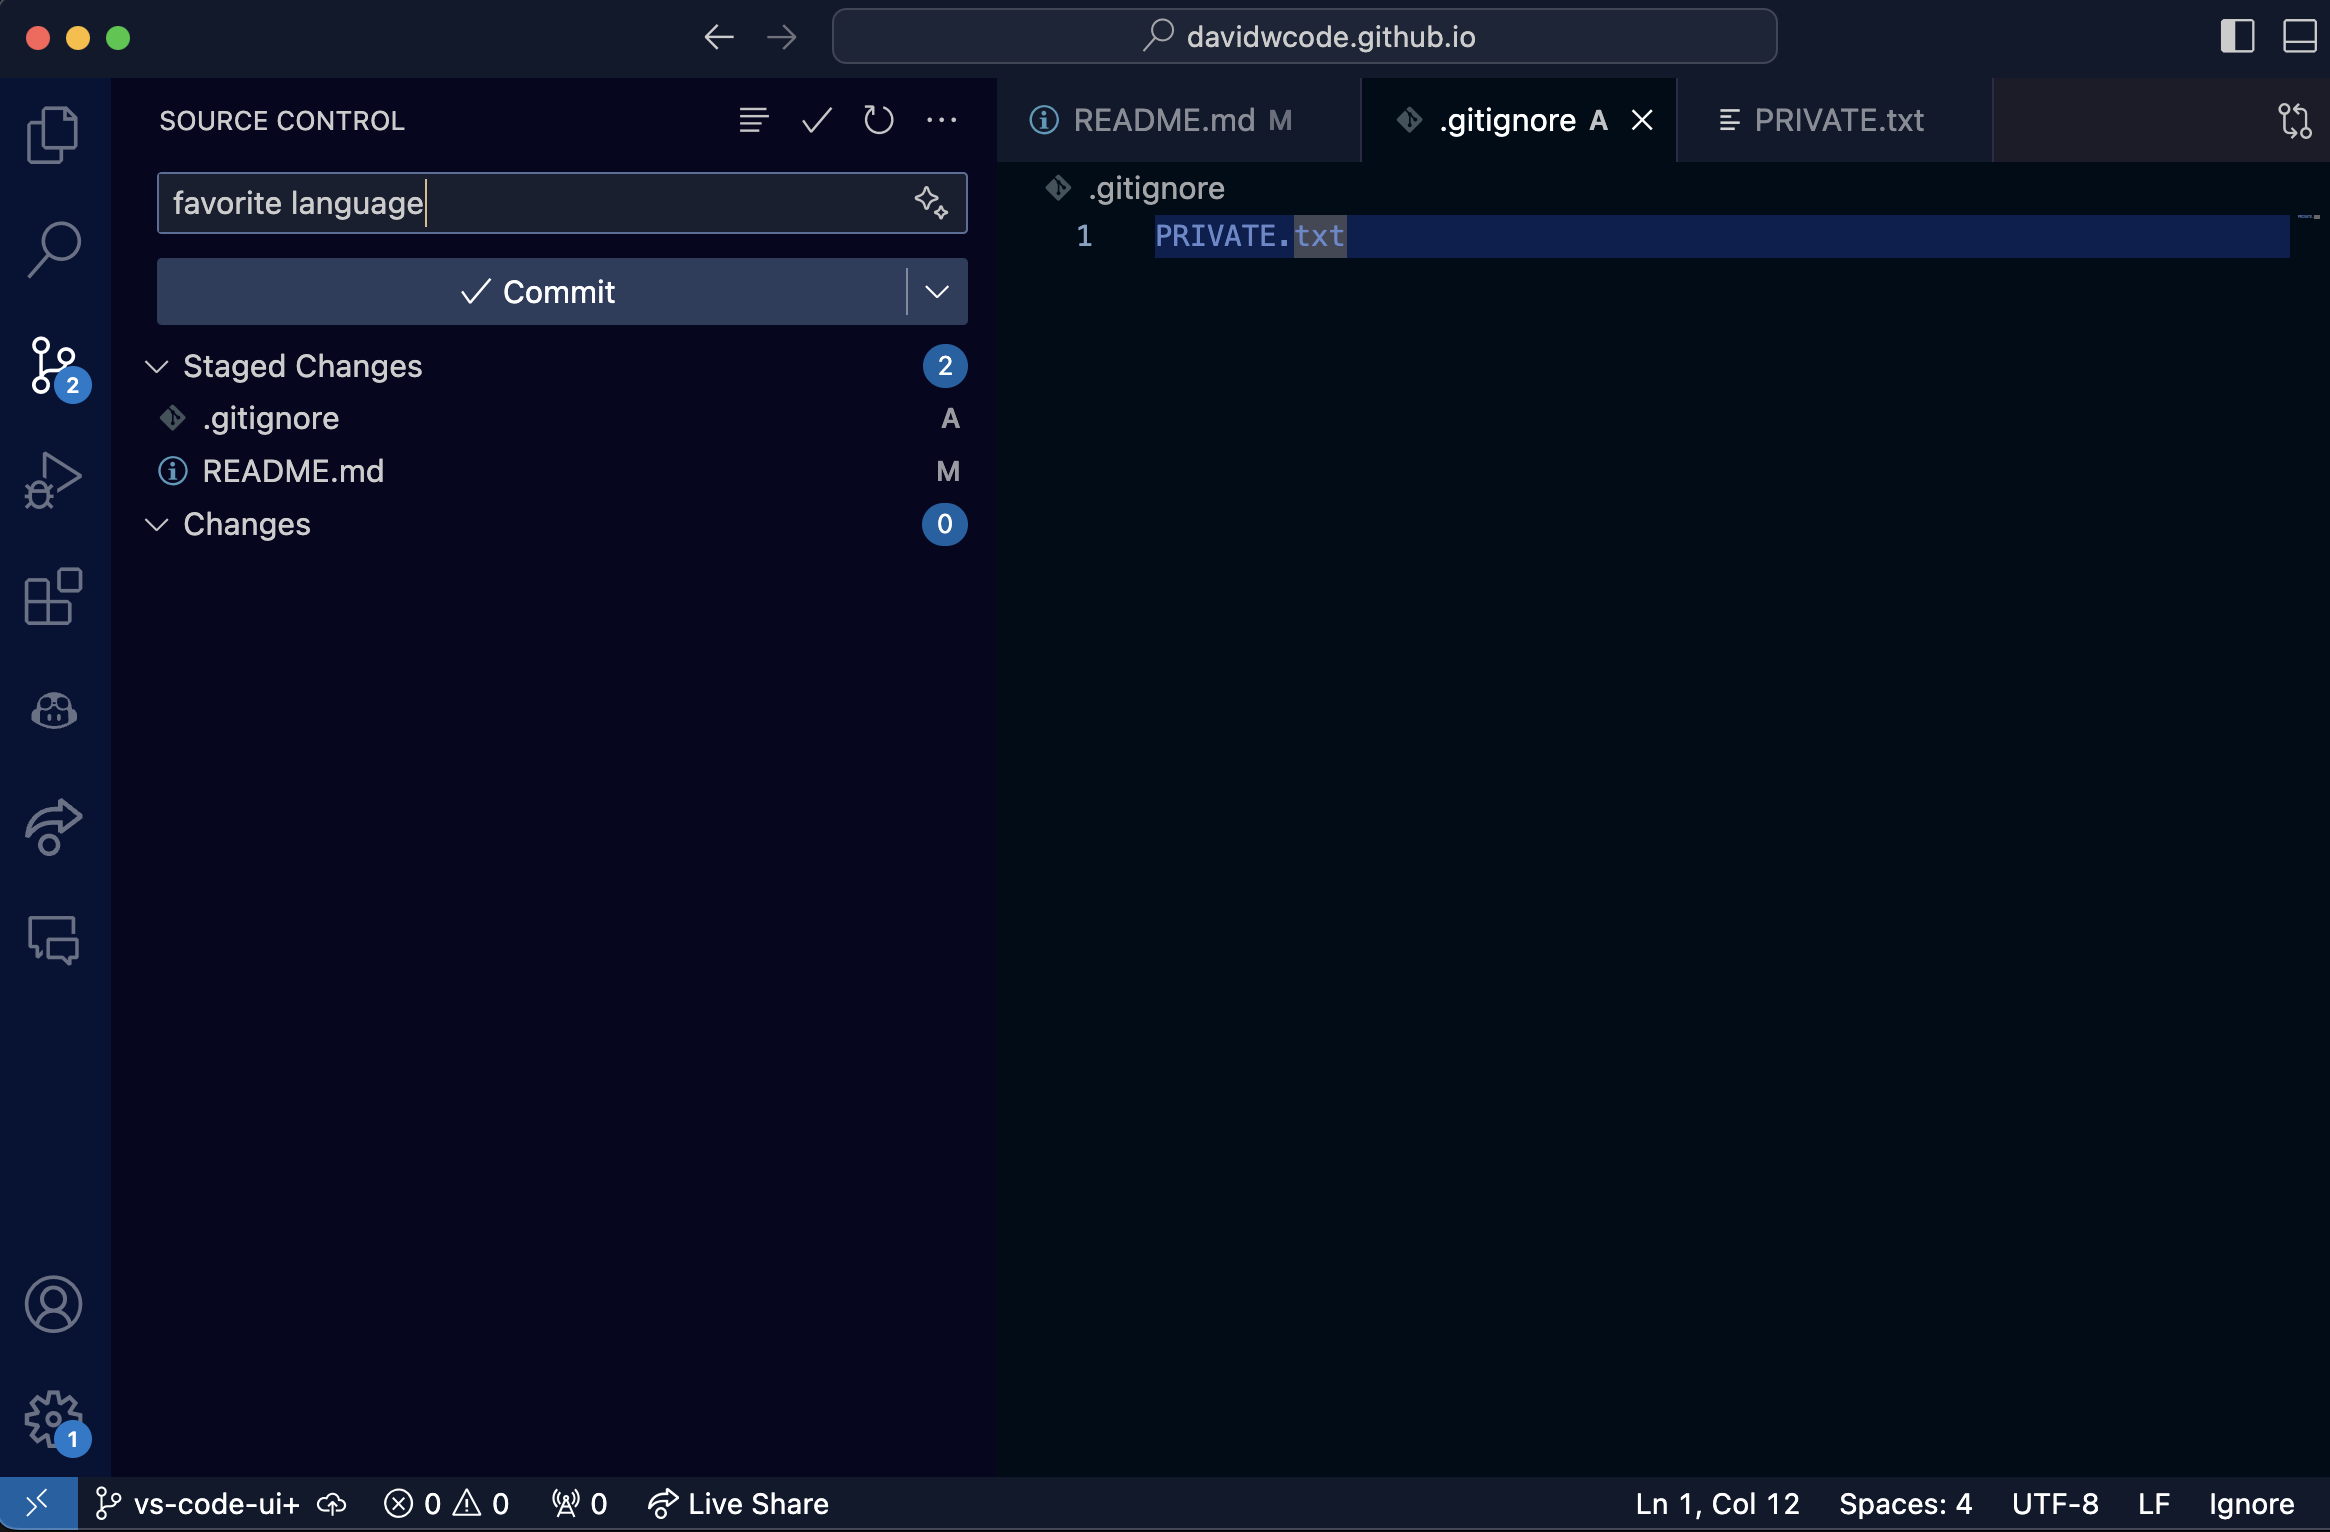 davidwcode.github.io
SOURCE CONTROL
favorite language
Commit
Staged Changes 2
.gitignore A
README.md M
Changes 0
README.md M
.gitignore A
PRIVATE.txt
.gitignore
1 PRIVATE.txt
2
1
vs-code-ui+ 0 0 0 Live Share
Ln 1, Col 12 Spaces: 4 UTF-8 LF Ignore